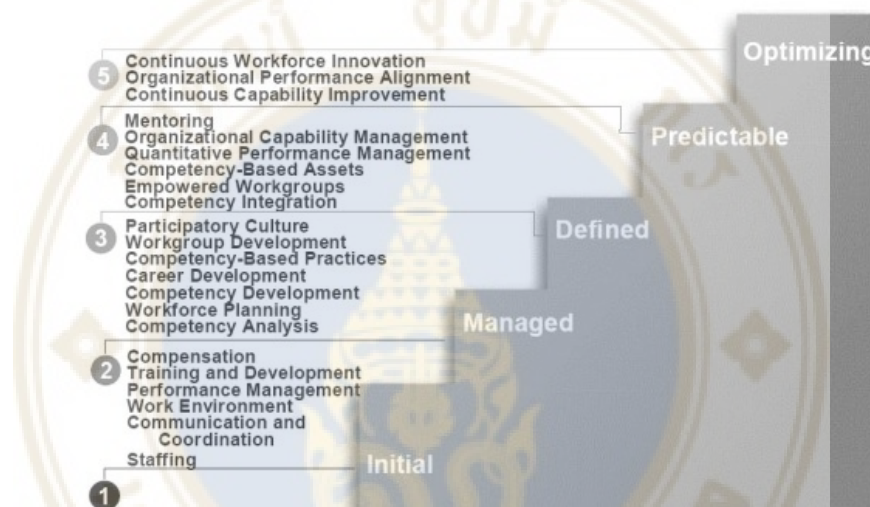 Optimizing
5
Continuous Workforce Innovation
Organizational Performance Alignment
Continuous Capability Improvement
Predictable
4
Mentoring
Organizational Capability Management
Quantitative Performance Management
Competency-Based Assets
Empowered Workgroups
Competency Integration
Defined
3
Participatory Culture
Workgroup Development
Competency-Based Practices
Career Development
Competency Development
Workforce Planning
Competency Analysis
Managed
2
Compensation
Training and Development
Performance Management
Work Environment
Communication and
Coordination
Staffing
Initial
1